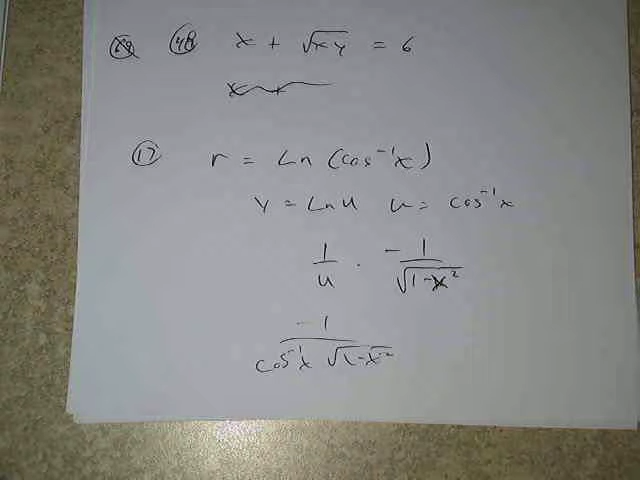 48 x + √xy = 6
17 r = Ln (cos⁻¹x)
y = Ln u u = cos⁻¹x
1/u · -1/√1-x²
-1/cos⁻¹x √1-x²